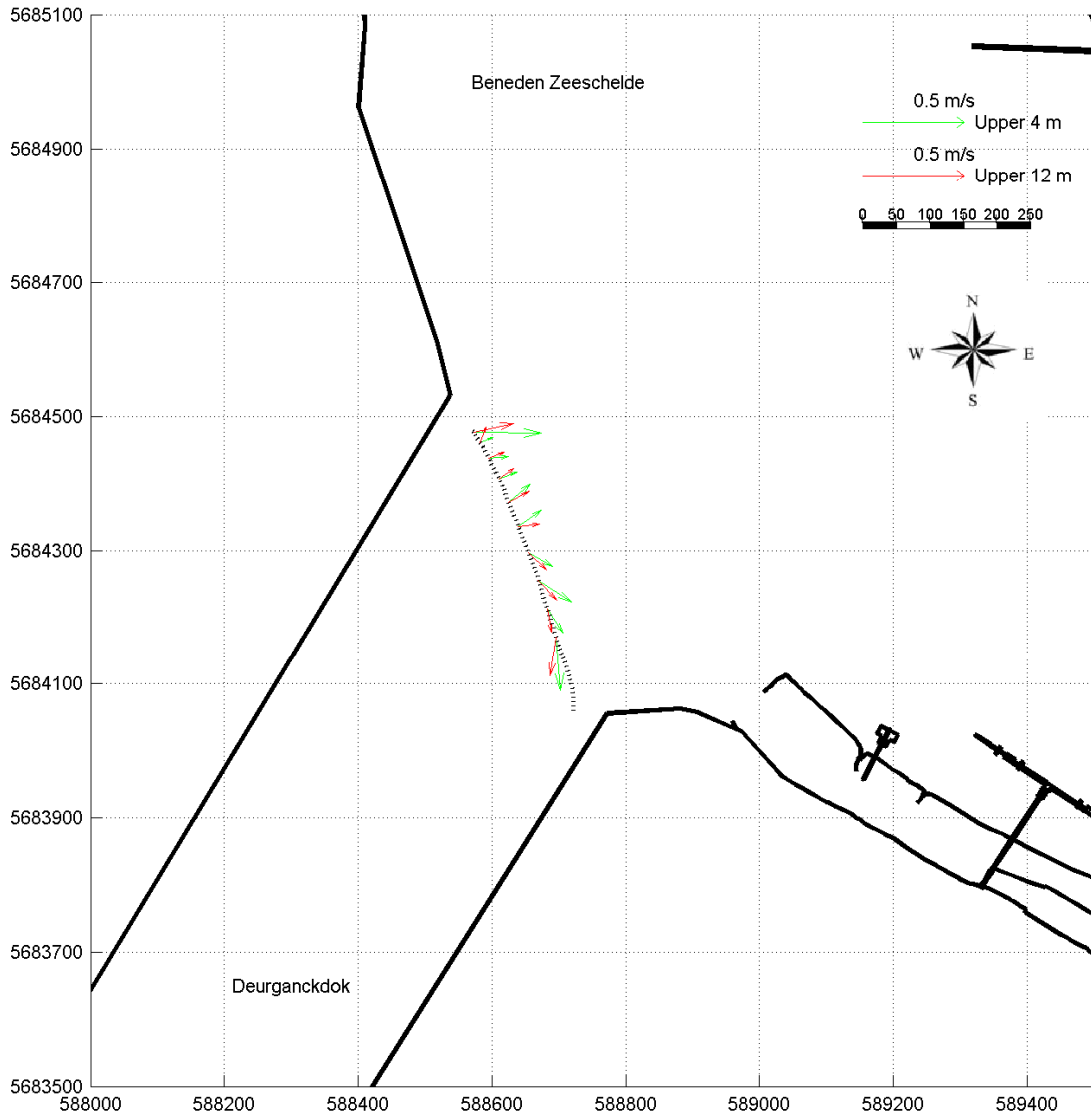 5685100
Beneden Zeeschelde
0.5 m/s
Upper 4 m
5684900
0.5 m/s
Upper 12 m
0 50 100 150 200 250
5684700
N
W E
S
5684500
5684300
5684100
5683900
5683700
Deurganckdok
5683500
588000 588200 588400 588600 588800 589000 589200 589400